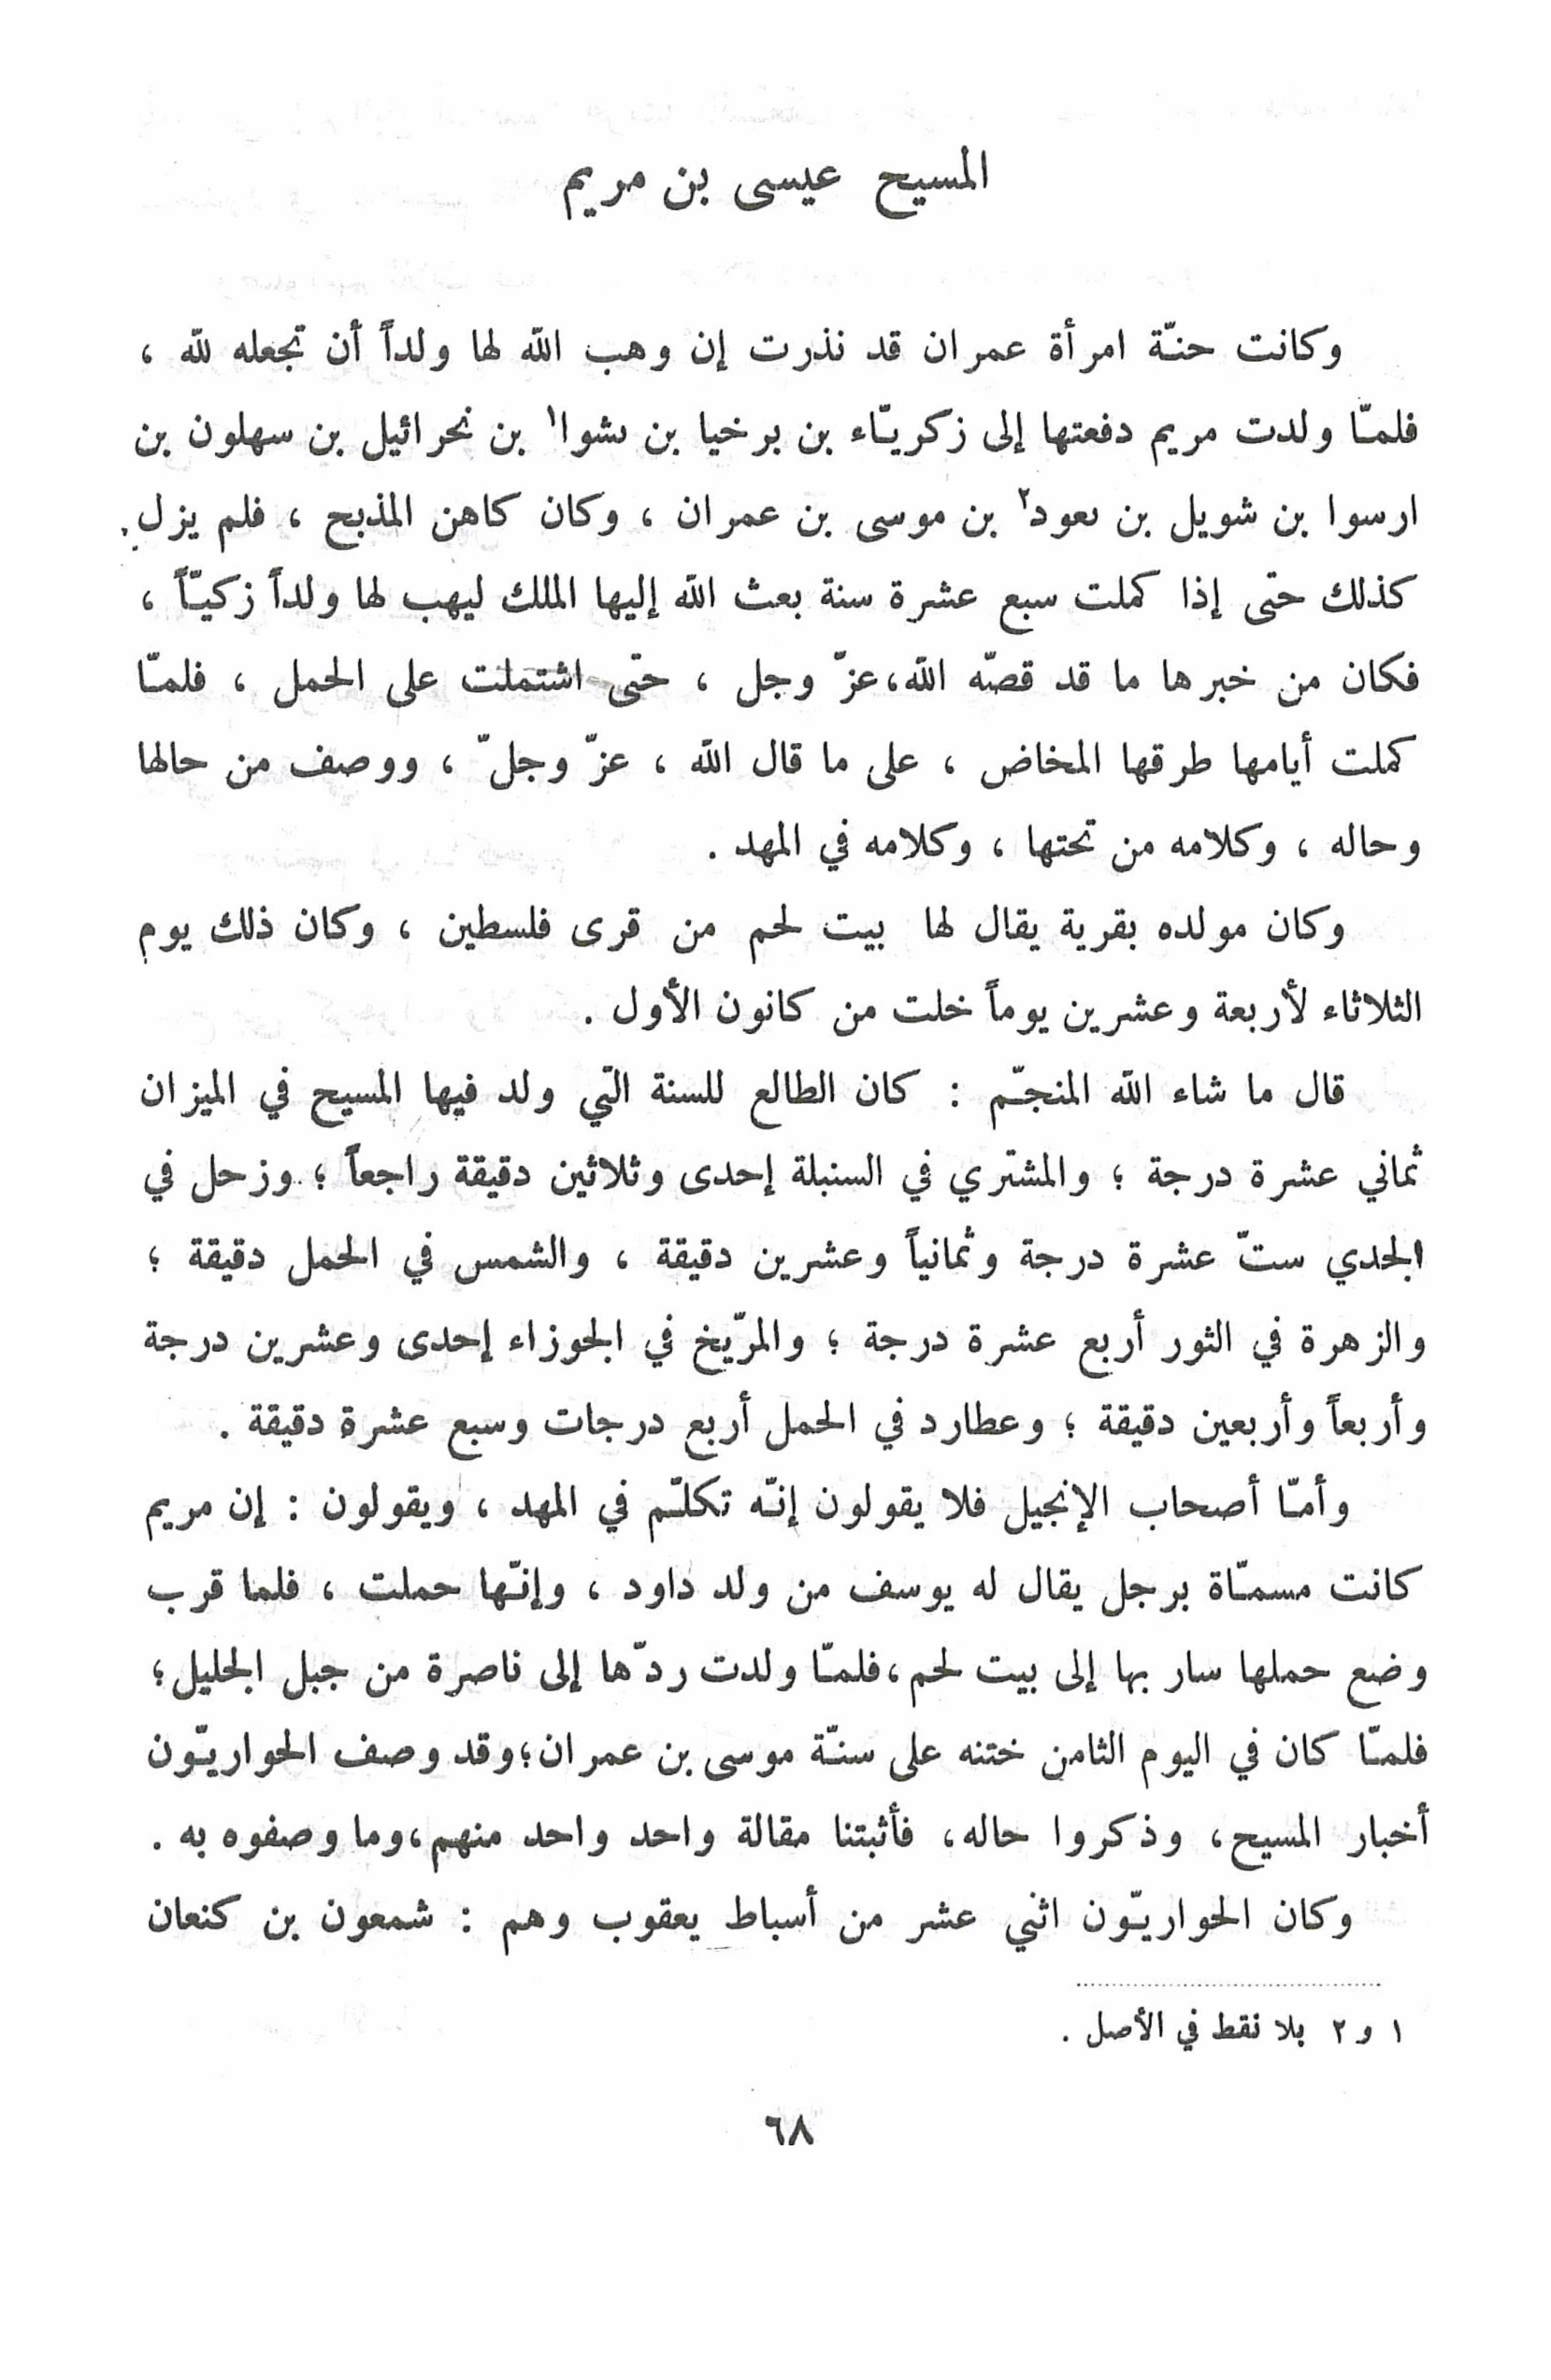 المسيح عيسى بن مريم
وكانت حنّة امرأة عمران قد نذرت إن وهب الله لها ولداً أن تجعله لله ،
فلمّا ولدت مريم دفعتها إلى زكريّاء بن برخيا بن ٮشوا١ بن نحرائيل بن سهلون بن
ارسوا بن شويل بن ٮعود٢ بن موسى بن عمران ، وكان كاهن المذبح ، فلم يزل
كذلك حتى إذا كملت سبع عشرة سنة بعث الله إليها الملك ليهب لها ولداً زكيّاً ،
فكان من خبرها ما قد قصّه الله، عزّ وجل ، حتى اشتملت على الحمل ، فلمّا
كملت أيامها طرقها المخاض ، على ما قال الله ، عزّ وجلّ ، ووصف من حالها
وحاله ، وكلامه من تحتها ، وكلامه في المهد .
وكان مولده بقرية يقال لها بيت لحم من قرى فلسطين ، وكان ذلك يوم
الثلاثاء لأربعة وعشرين يوماً خلت من كانون الأول .
قال ما شاء الله المنجّم : كان الطالع للسنة التي ولد فيها المسيح في الميزان
ثماني عشرة درجة ؛ والمشتري في السنبلة إحدى وثلاثين دقيقة راجعاً ؛ وزحل في
الجدي ستّ عشرة درجة وثمانياً وعشرين دقيقة ، والشمس في الحمل دقيقة ؛
والزهرة في الثور أربع عشرة درجة ؛ والمرّيخ في الجوزاء إحدى وعشرين درجة
وأربعاً وأربعين دقيقة ؛ وعطارد في الحمل أربع درجات وسبع عشرة دقيقة .
وأمّا أصحاب الإنجيل فلا يقولون إنّه تكلّم في المهد ، ويقولون : إن مريم
كانت مسمّاة برجل يقال له يوسف من ولد داود ، وإنّها حملت ، فلما قرب
وضع حملها سار بها إلى بيت لحم، فلمّا ولدت ردّها إلى ناصرة من جبل الجليل؛
فلمّا كان في اليوم الثامن ختنه على سنّة موسى بن عمران؛ وقد وصف الحواريّون
أخبار المسيح، وذكروا حاله، فأثبتنا مقالة واحد واحد منهم، وما وصفوه به .
وكان الحواريّون اثني عشر من أسباط يعقوب وهم : شمعون بن كنعان
١ و ٢ بلا نقط في الأصل .
٦٨